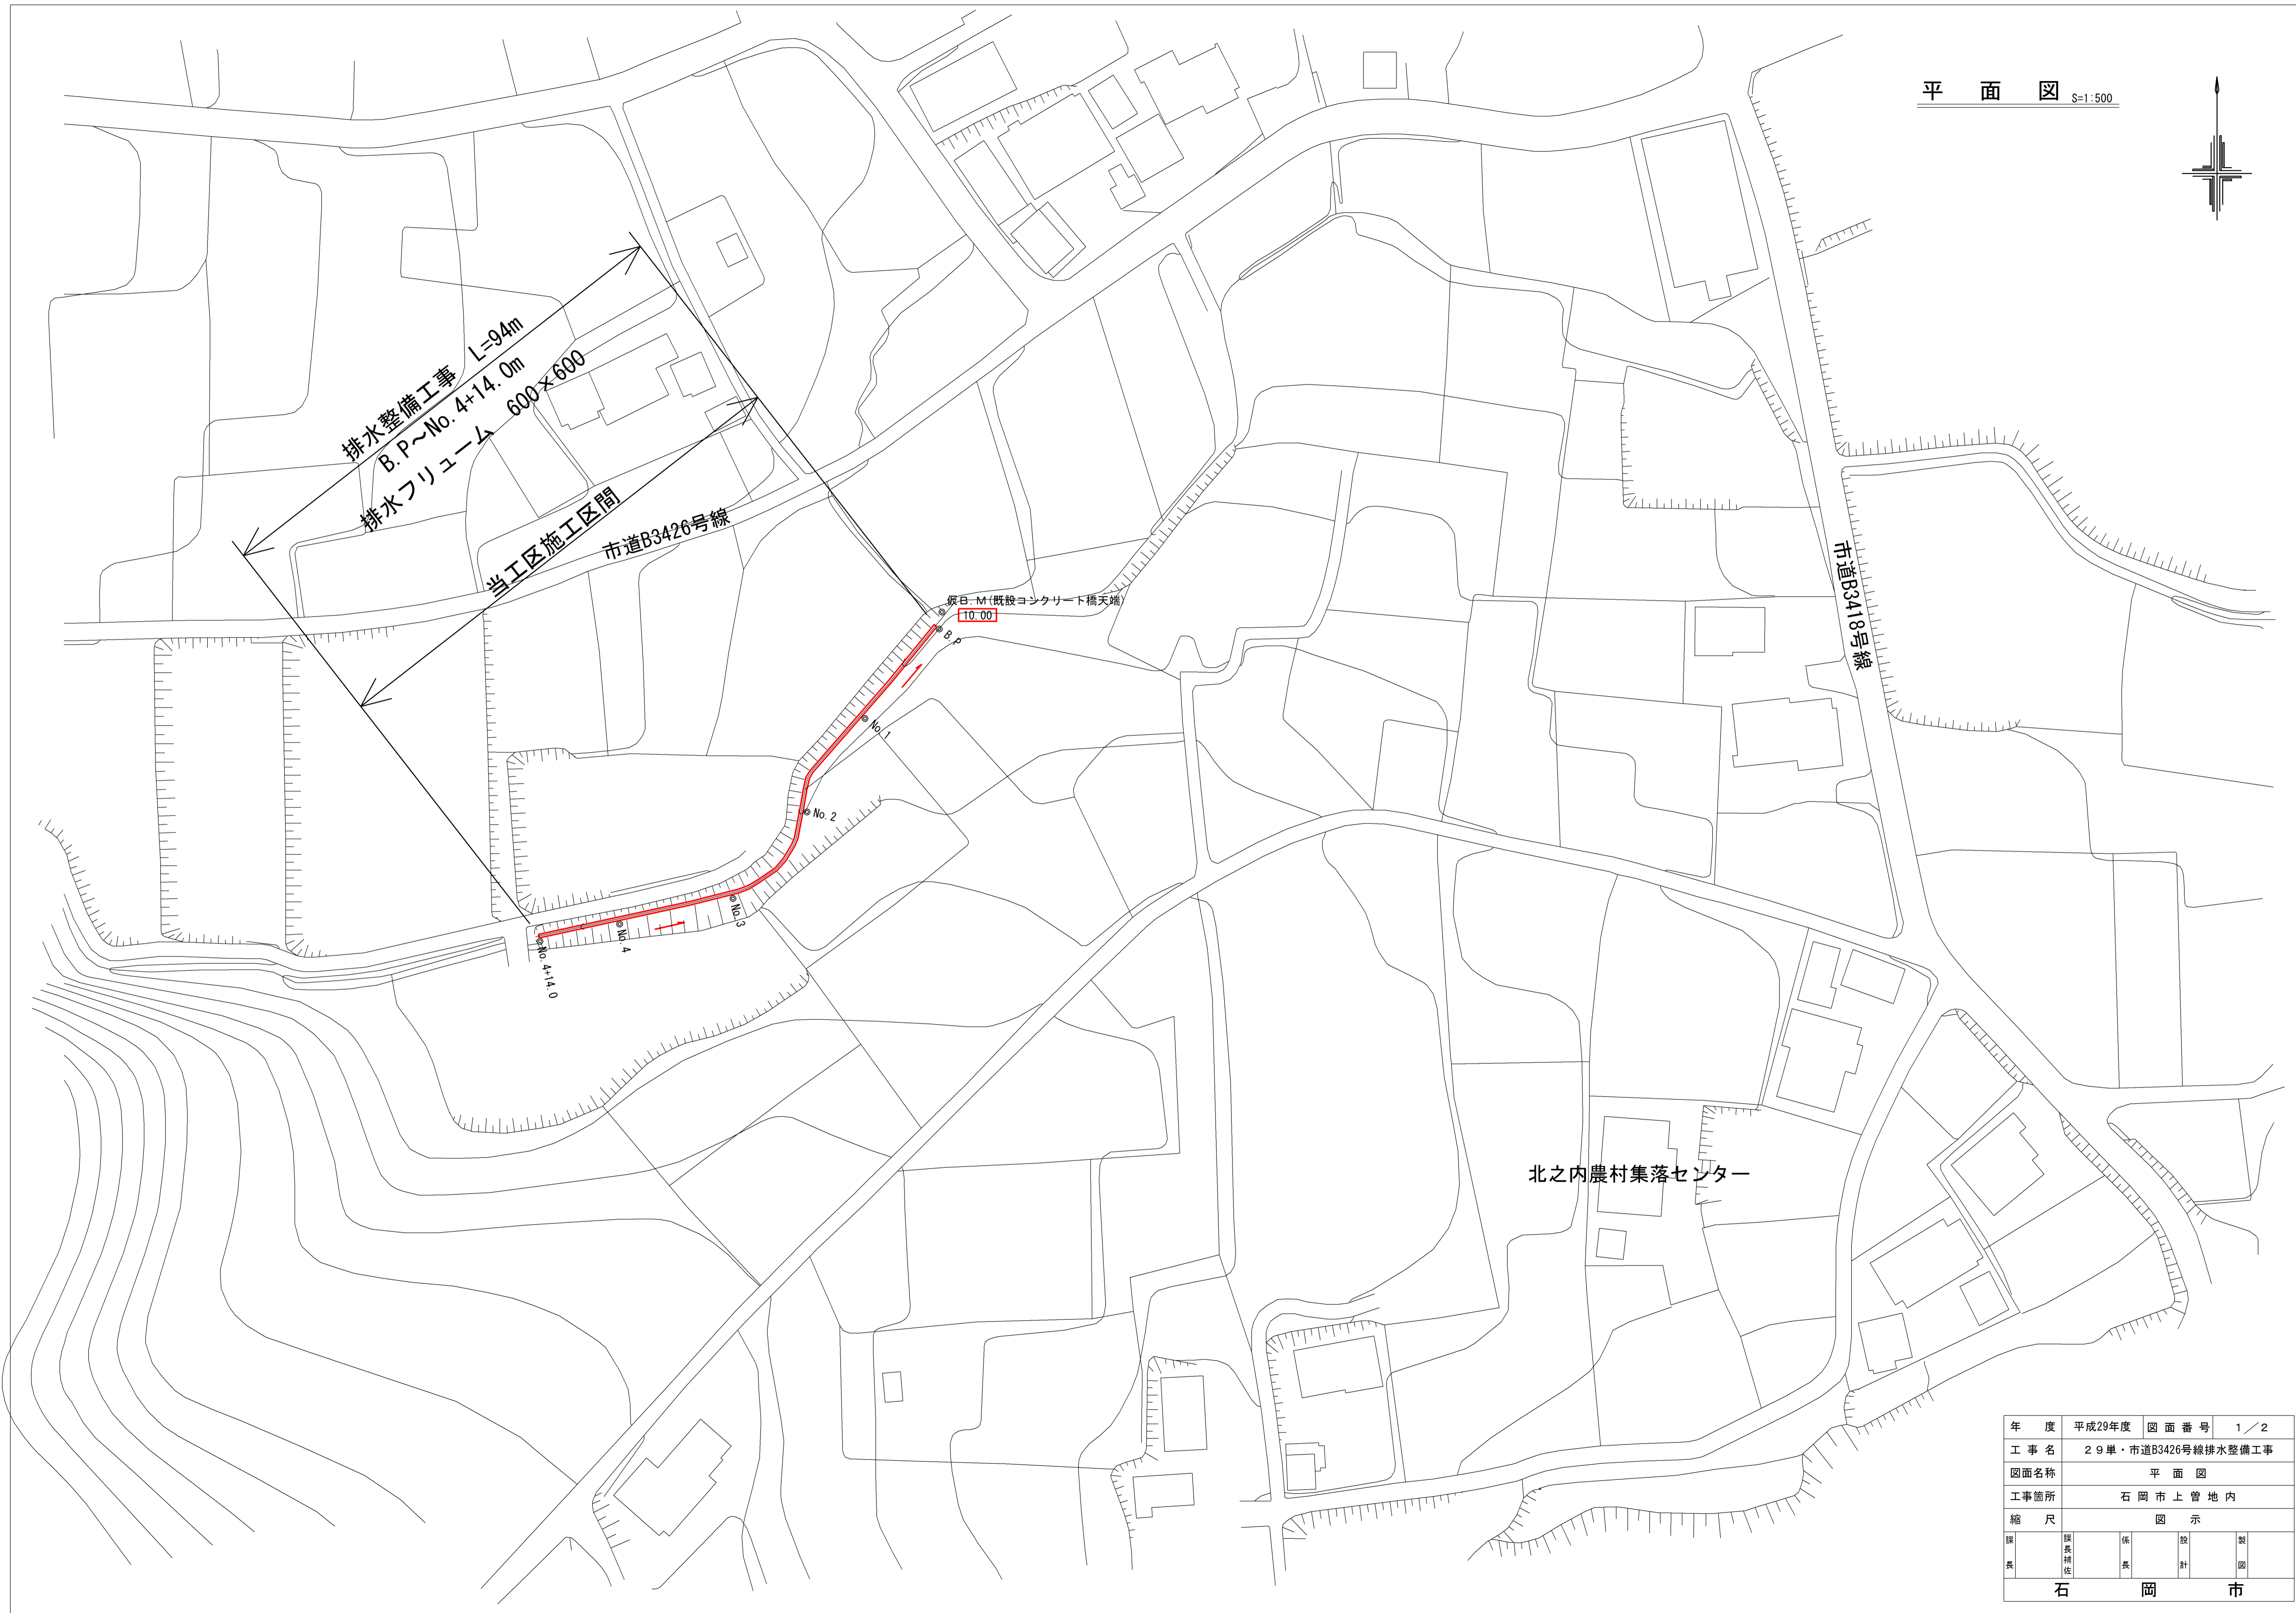 平面図 S=1:500
排水整備工事 L=94m
B.P～No.4+14.0m
排水フリューム 600×600
当工区施工区間
市道B3426号線
仮B.M(既設コンクリート橋天端)
10.00
B.P
No.1
No.2
No.3
No.4
No.4+14.0
市道B3418号線
北之内農村集落センター
年度 平成29年度 図面番号 1／2
工事名 29単・市道B3426号線排水整備工事
図面名称 平面図
工事箇所 石岡市上曽地内
縮尺 図示
課長 課長補佐 係長 設計 製図
石岡市